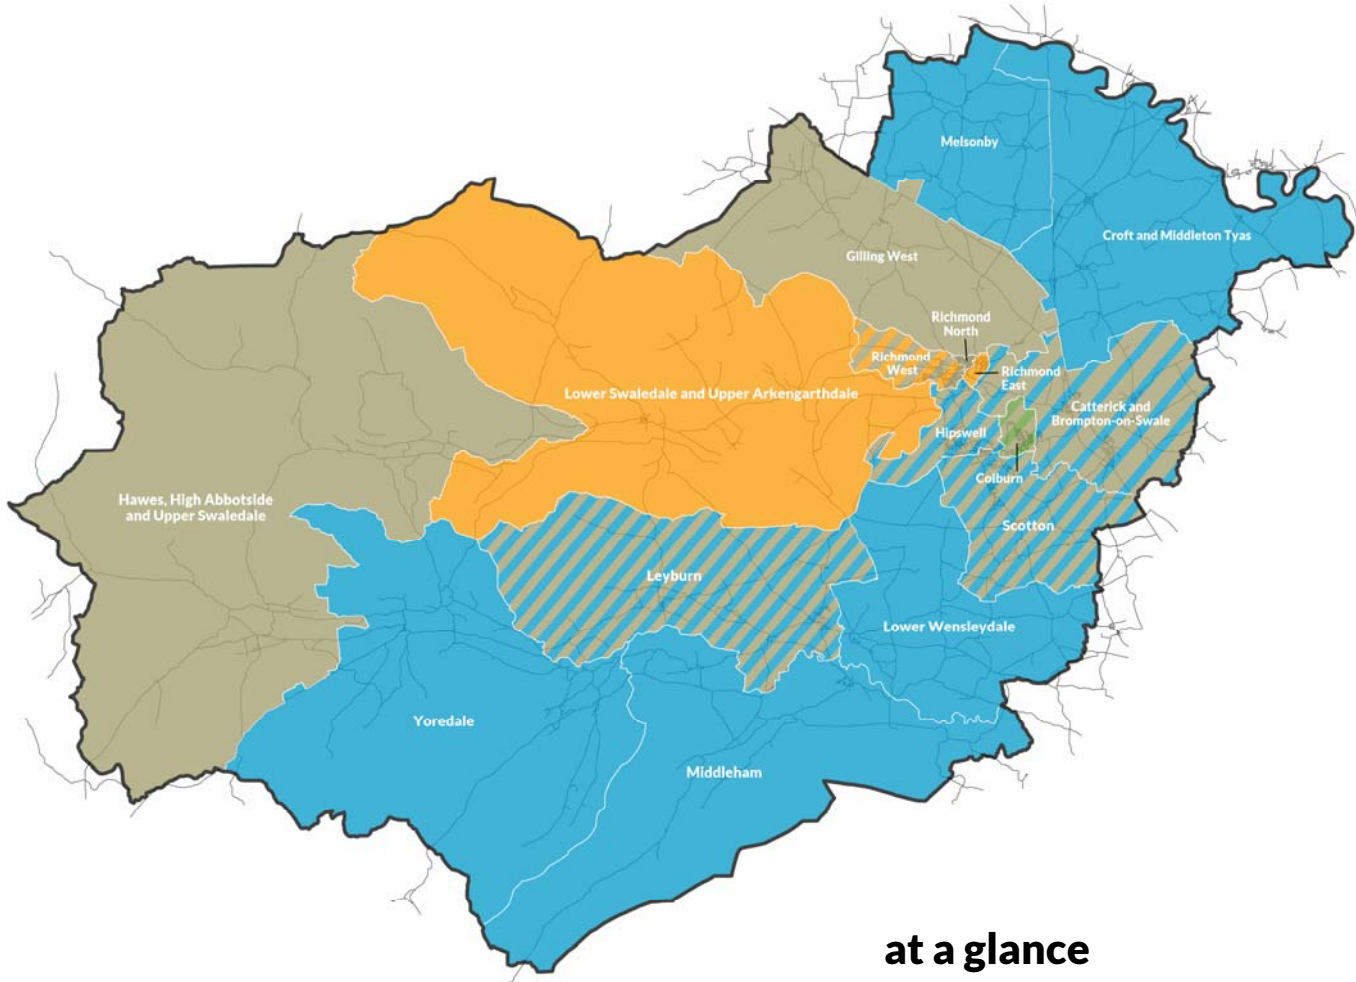 Melsonby
Croft and Middleton Tyas
Gilling West
Richmond
North
Richmond
West
Richmond
East
Lower Swaledale and Upper Arkengarthdale
Catterick and
Brompton-on-Swale
Hipswell
Colburn
Hawes, High Abbotside
and Upper Swaledale
Scotton
Leyburn
Lower Wensleydale
Yoredale
Middleham
at a glance